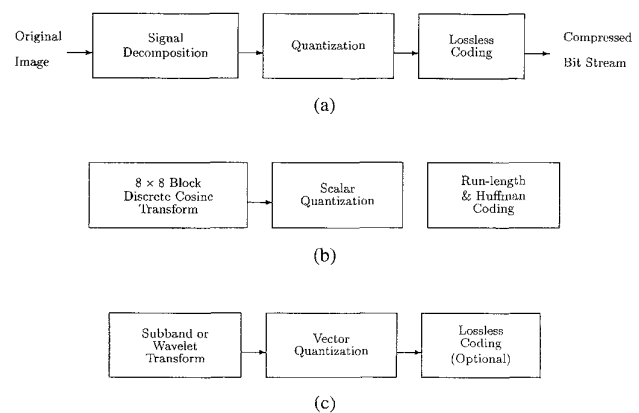 Original
Image
Signal
Decomposition
Quantization
Lossless
Coding
Compressed
Bit Stream
(a)
8 × 8 Block
Discrete Cosine
Transform
Scalar
Quantization
Run-length
& Huffman
Coding
(b)
Subband or
Wavelet
Transform
Vector
Quantization
Lossless
Coding
(Optional)
(c)